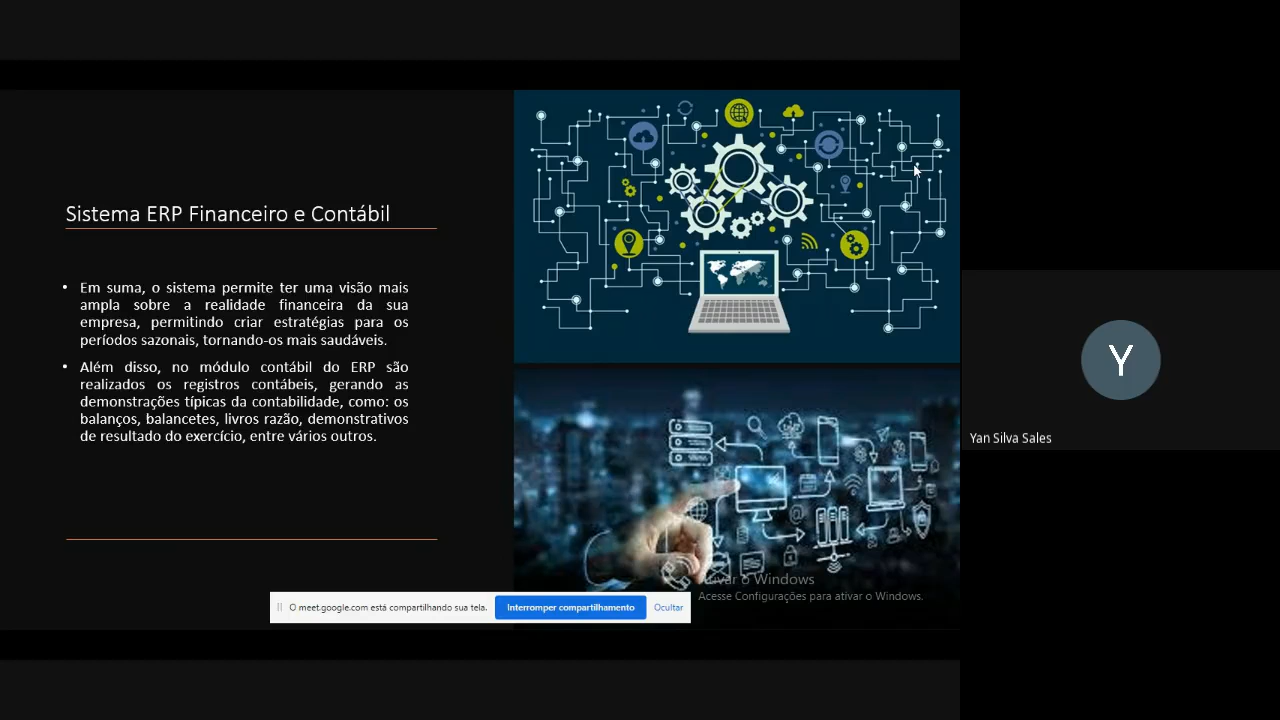 Sistema ERP Financeiro e Contábil
• Em suma, o sistema permite ter uma visão mais
ampla sobre a realidade financeira da sua
empresa, permitindo criar estratégias para os
períodos sazonais, tornando-os mais saudáveis.
• Além disso, no módulo contábil do ERP são
realizados os registros contábeis, gerando as
demonstrações típicas da contabilidade, como: os
balanços, balancetes, livros razão, demonstrativos
de resultado do exercício, entre vários outros.
@
Ativar o Windows
Acesse Configurações para ativar o Windows.
O meet.google.com está compartilhando sua tela.
Interromper compartilhamento
Ocultar
Y
Yan Silva Sales